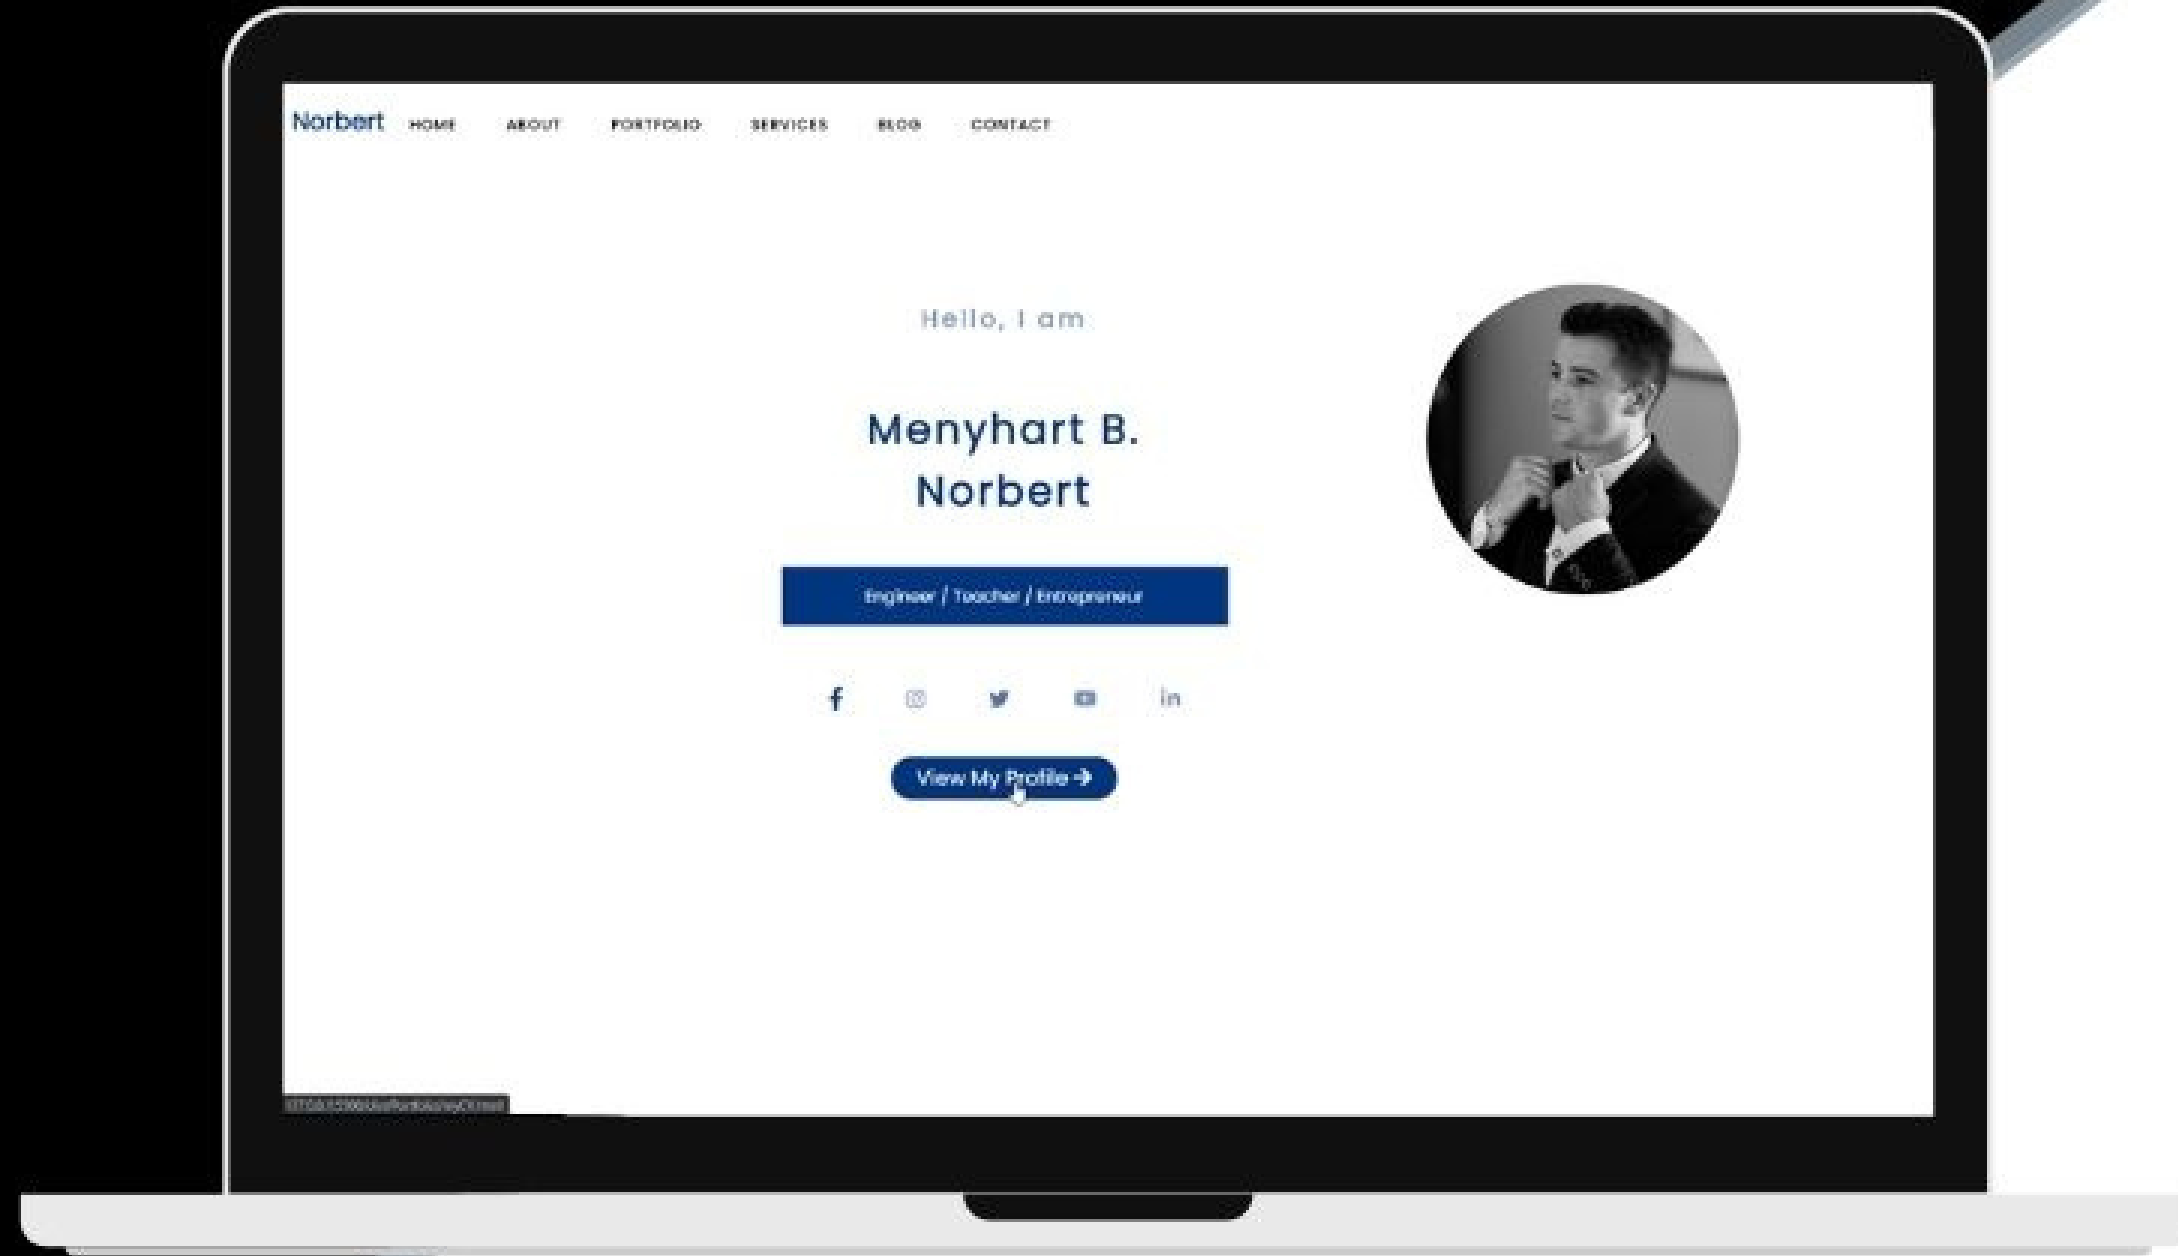 Norbert HOME ABOUT PORTFOLIO SERVICES BLOG CONTACT
Hello, I am
Menyhart B.
Norbert
Engineer / Teacher / Entrepreneur
View My Profile →